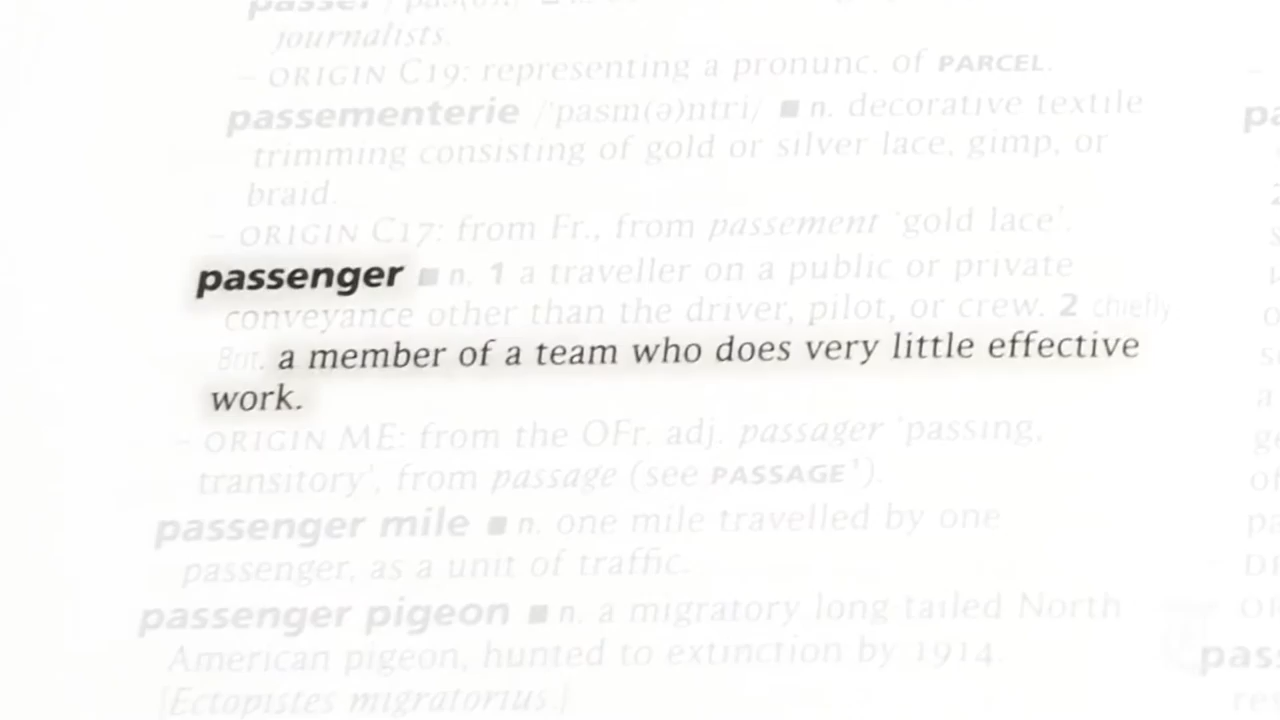 journalists.
– ORIGIN C19: representing a pronunc. of PARCEL.
passementerie /ˈpasm(ə)ntri/ ■ n. decorative textile
trimming consisting of gold or silver lace, gimp, or
braid.
– ORIGIN C17: from Fr., from passement ‘gold lace’.
passenger ■ n. 1 a traveller on a public or private
conveyance other than the driver, pilot, or crew. 2 chiefly
Brit. a member of a team who does very little effective
work.
– ORIGIN ME: from the OFr. adj. passager ‘passing,
transitory’, from passage (see PASSAGE¹).
passenger mile ■ n. one mile travelled by one
passenger, as a unit of traffic.
passenger pigeon ■ n. a migratory long tailed North
American pigeon, hunted to extinction by 1914.
[Ectopistes migratorius.]